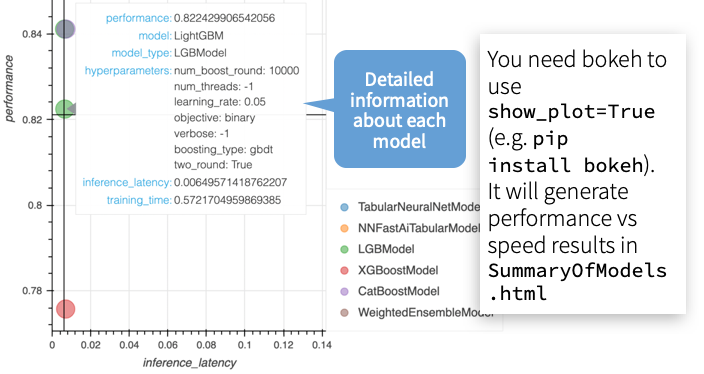 performance: 0.822429906542056
model: LightGBM
model_type: LGBModel
hyperparameters: num_boost_round: 10000
num_threads: -1
learning_rate: 0.05
objective: binary
verbose: -1
boosting_type: gbdt
two_round: True
inference_latency: 0.00649571418762207
training_time: 0.5721704959869385
performance
0.84
0.82
0.8
0.78
0 0.02 0.04 0.06 0.08 0.1 0.12 0.14
inference_latency
Detailed
information
about each
model
TabularNeuralNetMode
NNFastAiTabularModel
LGBModel
XGBoostModel
CatBoostModel
WeightedEnsembleModel
You need bokeh to
use
show_plot=True
(e.g. pip
install bokeh).
It will generate
performance vs
speed results in
SummaryOfModels
.html